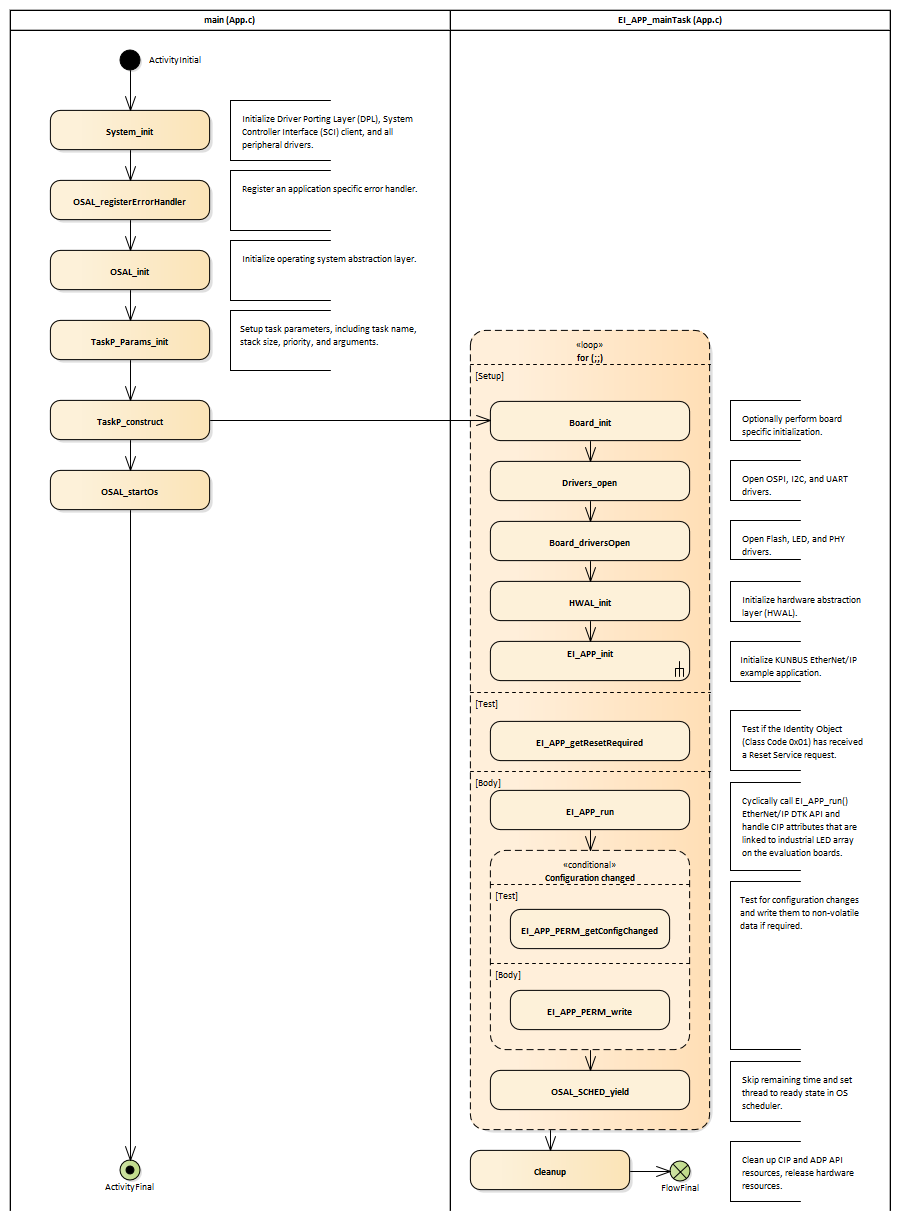 main (App.c)
EI_APP_mainTask (App.c)
ActivityInitial
System_init
Initialize Driver Porting Layer (DPL), System
Controller Interface (SCI) client, and all
peripheral drivers.
OSAL_registerErrorHandler
Register an application specific error handler.
OSAL_init
Initialize operating system abstraction layer.
TaskP_Params_init
Setup task parameters, including task name,
stack size, priority, and arguments.
TaskP_construct
OSAL_startOs
ActivityFinal
«loop»
for (;;)
[Setup]
Board_init
Optionally perform board
specific initialization.
Drivers_open
Open OSPI, I2C, and UART
drivers.
Board_driversOpen
Open Flash, LED, and PHY
drivers.
HWAL_init
Initialize hardware abstraction
layer (HWAL).
EI_APP_init
Initialize KUNBUS EtherNet/IP
example application.
[Test]
EI_APP_getResetRequired
Test if the Identity Object
(Class Code 0x01) has received
a Reset Service request.
[Body]
EI_APP_run
Cyclically call EI_APP_run()
EtherNet/IP DTK API and
handle CIP attributes that are
linked to industrial LED array
on the evaluation boards.
«conditional»
Configuration changed
[Test]
EI_APP_PERM_getConfigChanged
Test for configuration changes
and write them to non-volatile
data if required.
[Body]
EI_APP_PERM_write
OSAL_SCHED_yield
Skip remaining time and set
thread to ready state in OS
scheduler.
Cleanup
FlowFinal
Clean up CIP and ADP API
resources, release hardware
resources.